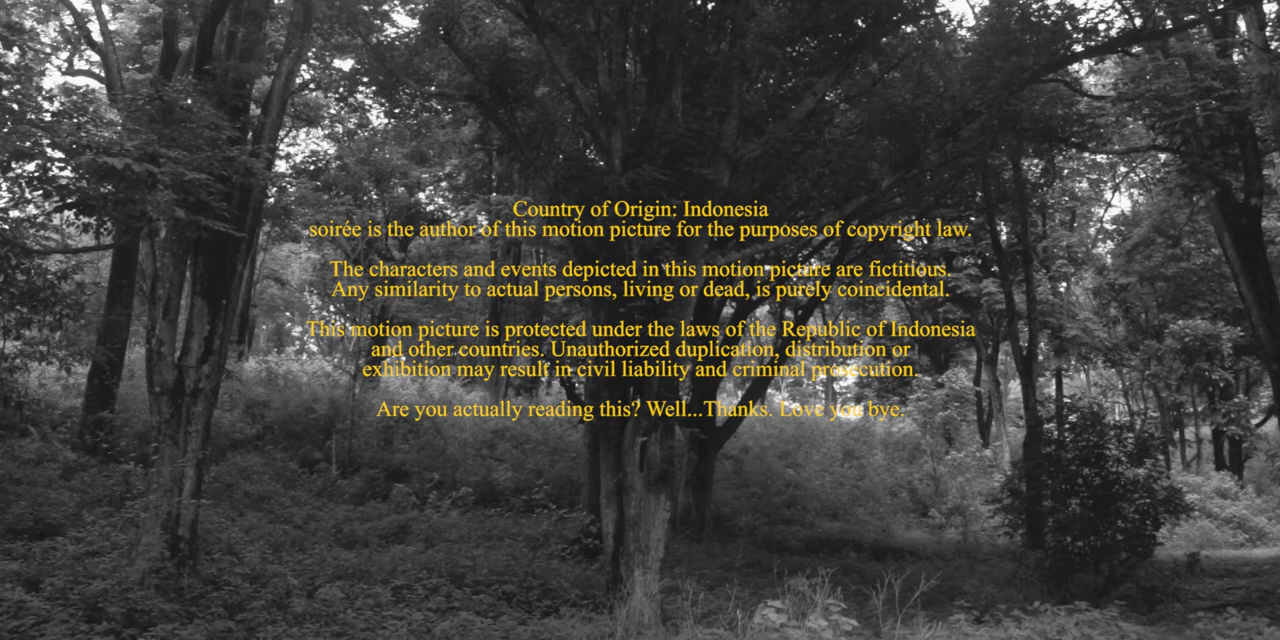 Country of Origin: Indonesia
soirée is the author of this motion picture for the purposes of copyright law.
The characters and events depicted in this motion picture are fictitious.
Any similarity to actual persons, living or dead, is purely coincidental.
This motion picture is protected under the laws of the Republic of Indonesia
and other countries. Unauthorized duplication, distribution or
exhibition may result in civil liability and criminal prosecution.
Are you actually reading this? Well...Thanks. Love you bye.